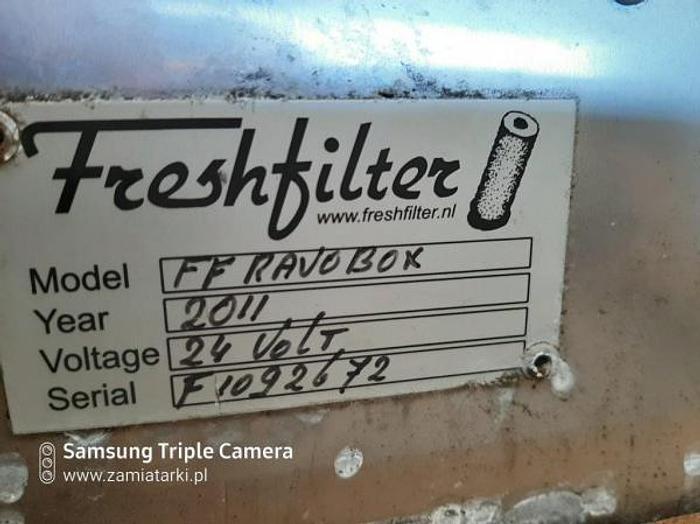 Freshfilter
www.freshfilter.nl
Model FF RAVOBOX
Year 2011
Voltage 24 VOLT
Serial F1092672
Samsung Triple Camera
www.zamiatarki.pl